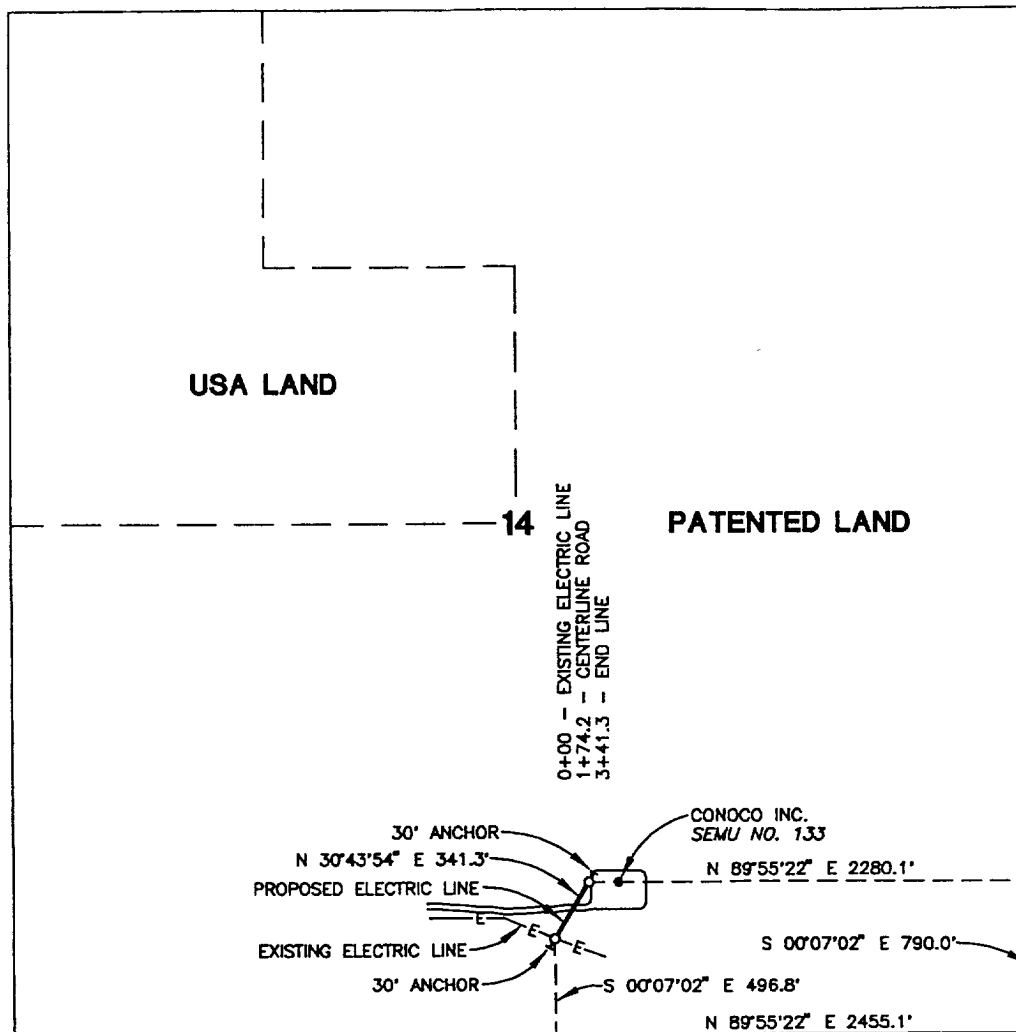 USA LAND
14
PATENTED LAND
0+00 - EXISTING ELECTRIC LINE
1+74.2 - CENTERLINE ROAD
3+41.3 - END LINE
CONOCO INC.
SEMU NO. 133
30' ANCHOR
N 30°43'54" E 341.3'
N 89°55'22" E 2280.1'
PROPOSED ELECTRIC LINE
E
E
E
EXISTING ELECTRIC LINE
S 00°07'02" E 790.0'
30' ANCHOR
S 00°07'02" E 496.8'
N 89°55'22" E 2455.1'